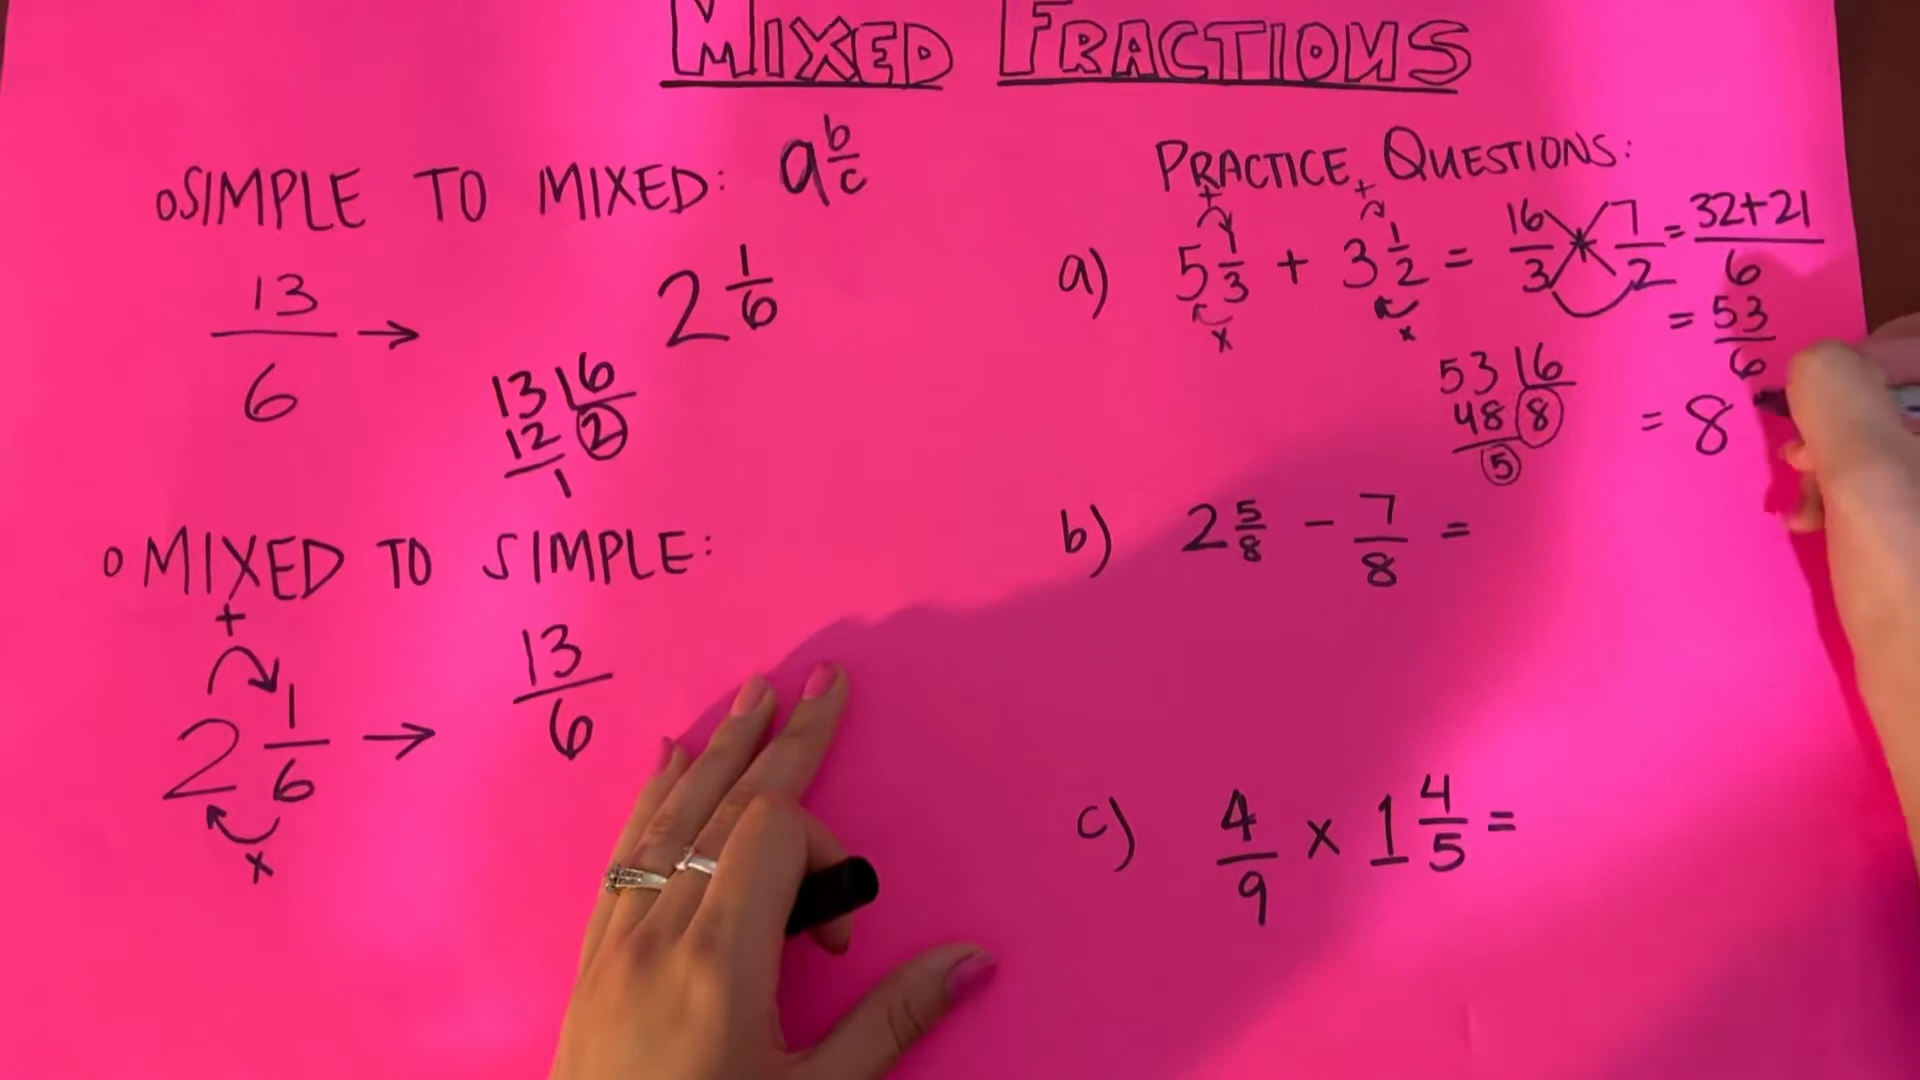 MIXED FRACTIONS
o SIMPLE TO MIXED: a b/c
13/6 → 2 1/6
13 | 6
12 2
1
o MIXED TO SIMPLE:
+
2 1/6 → 13/6
x
PRACTICE QUESTIONS:
+ +
a) 5 1/3 + 3 1/2 = 16/3 + 7/2 = 32+21/6
x x
= 53/6
53 | 6
48 8
5
= 8
b) 2 5/8 - 7/8 =
c) 4/9 x 1 4/5 =